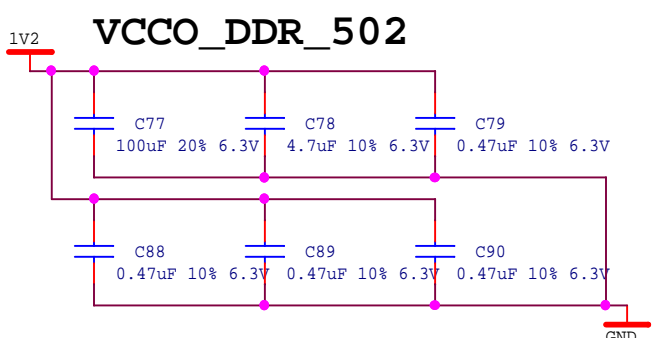 1V2 VCCO_DDR_502
C77 C78 C79
100uF 20% 6.3V 4.7uF 10% 6.3V 0.47uF 10% 6.3V
C88 C89 C90
0.47uF 10% 6.3V 0.47uF 10% 6.3V 0.47uF 10% 6.3V
GND